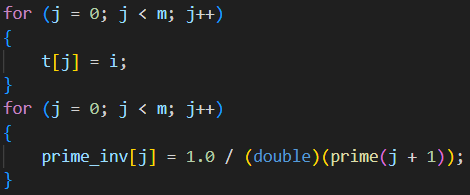 for (j = 0; j < m; j++)
{
    t[j] = i;
}
for (j = 0; j < m; j++)
{
    prime_inv[j] = 1.0 / (double)(prime(j + 1));
}